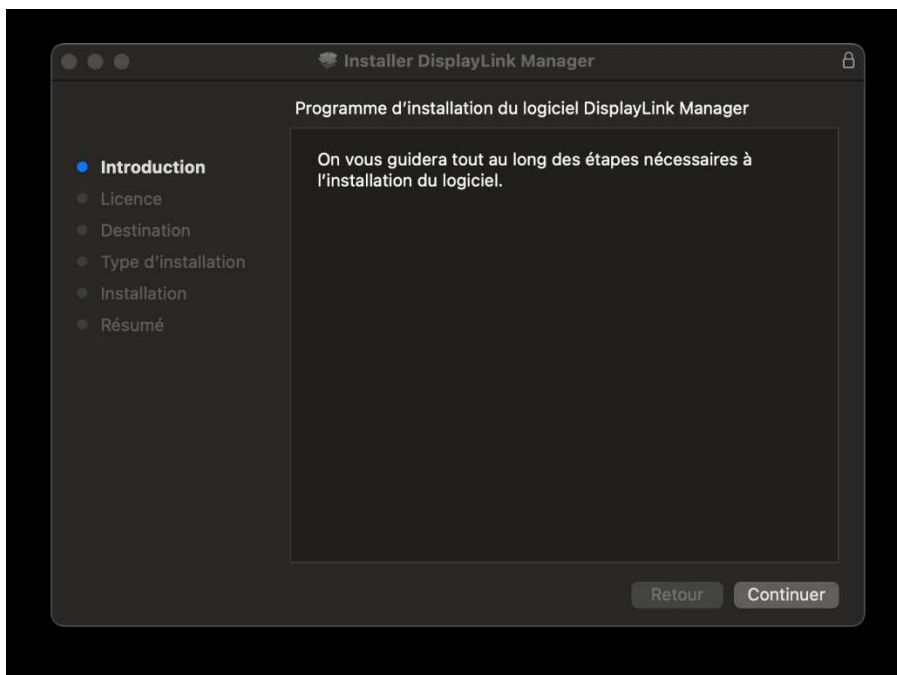 Installer DisplayLink Manager
Programme d'installation du logiciel DisplayLink Manager
Introduction
Licence
Destination
Type d'installation
Installation
Résumé
On vous guidera tout au long des étapes nécessaires à
l'installation du logiciel.
Retour
Continuer